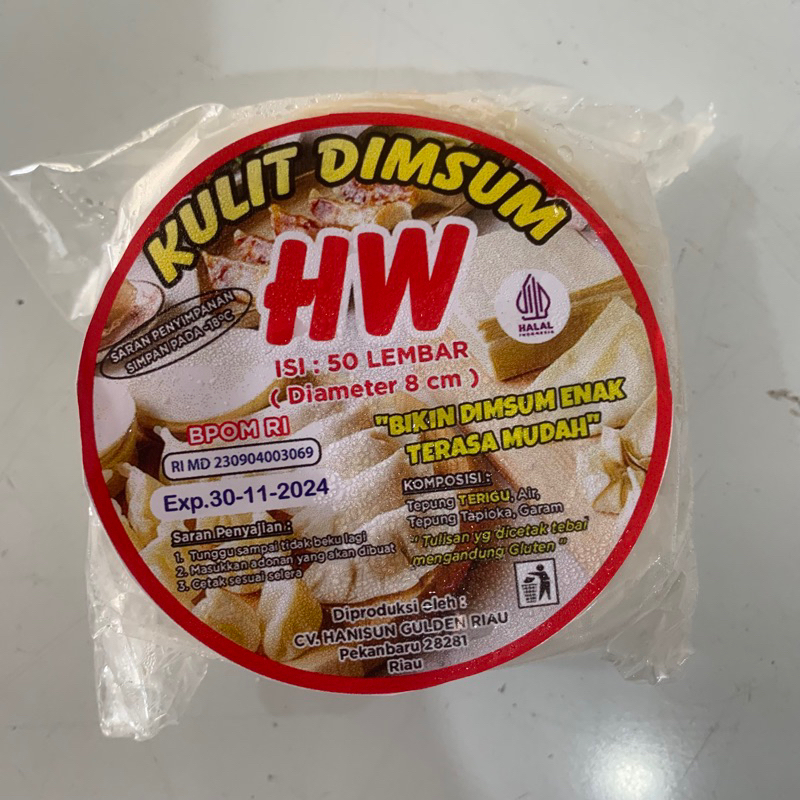 KULIT DIMSUM
HW
HALAL
INDONESIA
SARAN PENYIMPANAN
SIMPAN PADA -18°C
ISI : 50 LEMBAR
( Diameter 8 cm )
BPOM RI
RI MD 230904003069
Exp.30-11-2024
"BIKIN DIMSUM ENAK
TERASA MUDAH"
KOMPOSISI :
Tepung TERIGU, Air,
Tepung Tapioka, Garam
" Tulisan yg dicetak tebal
mengandung Gluten "
Saran Penyajian :
1. Tunggu sampai tidak beku lagi
2. Masukkan adonan yang akan dibuat
3. Cetak sesuai selera
Diproduksi oleh :
CV. HANISUN GULDEN RIAU
Pekanbaru 28281
Riau